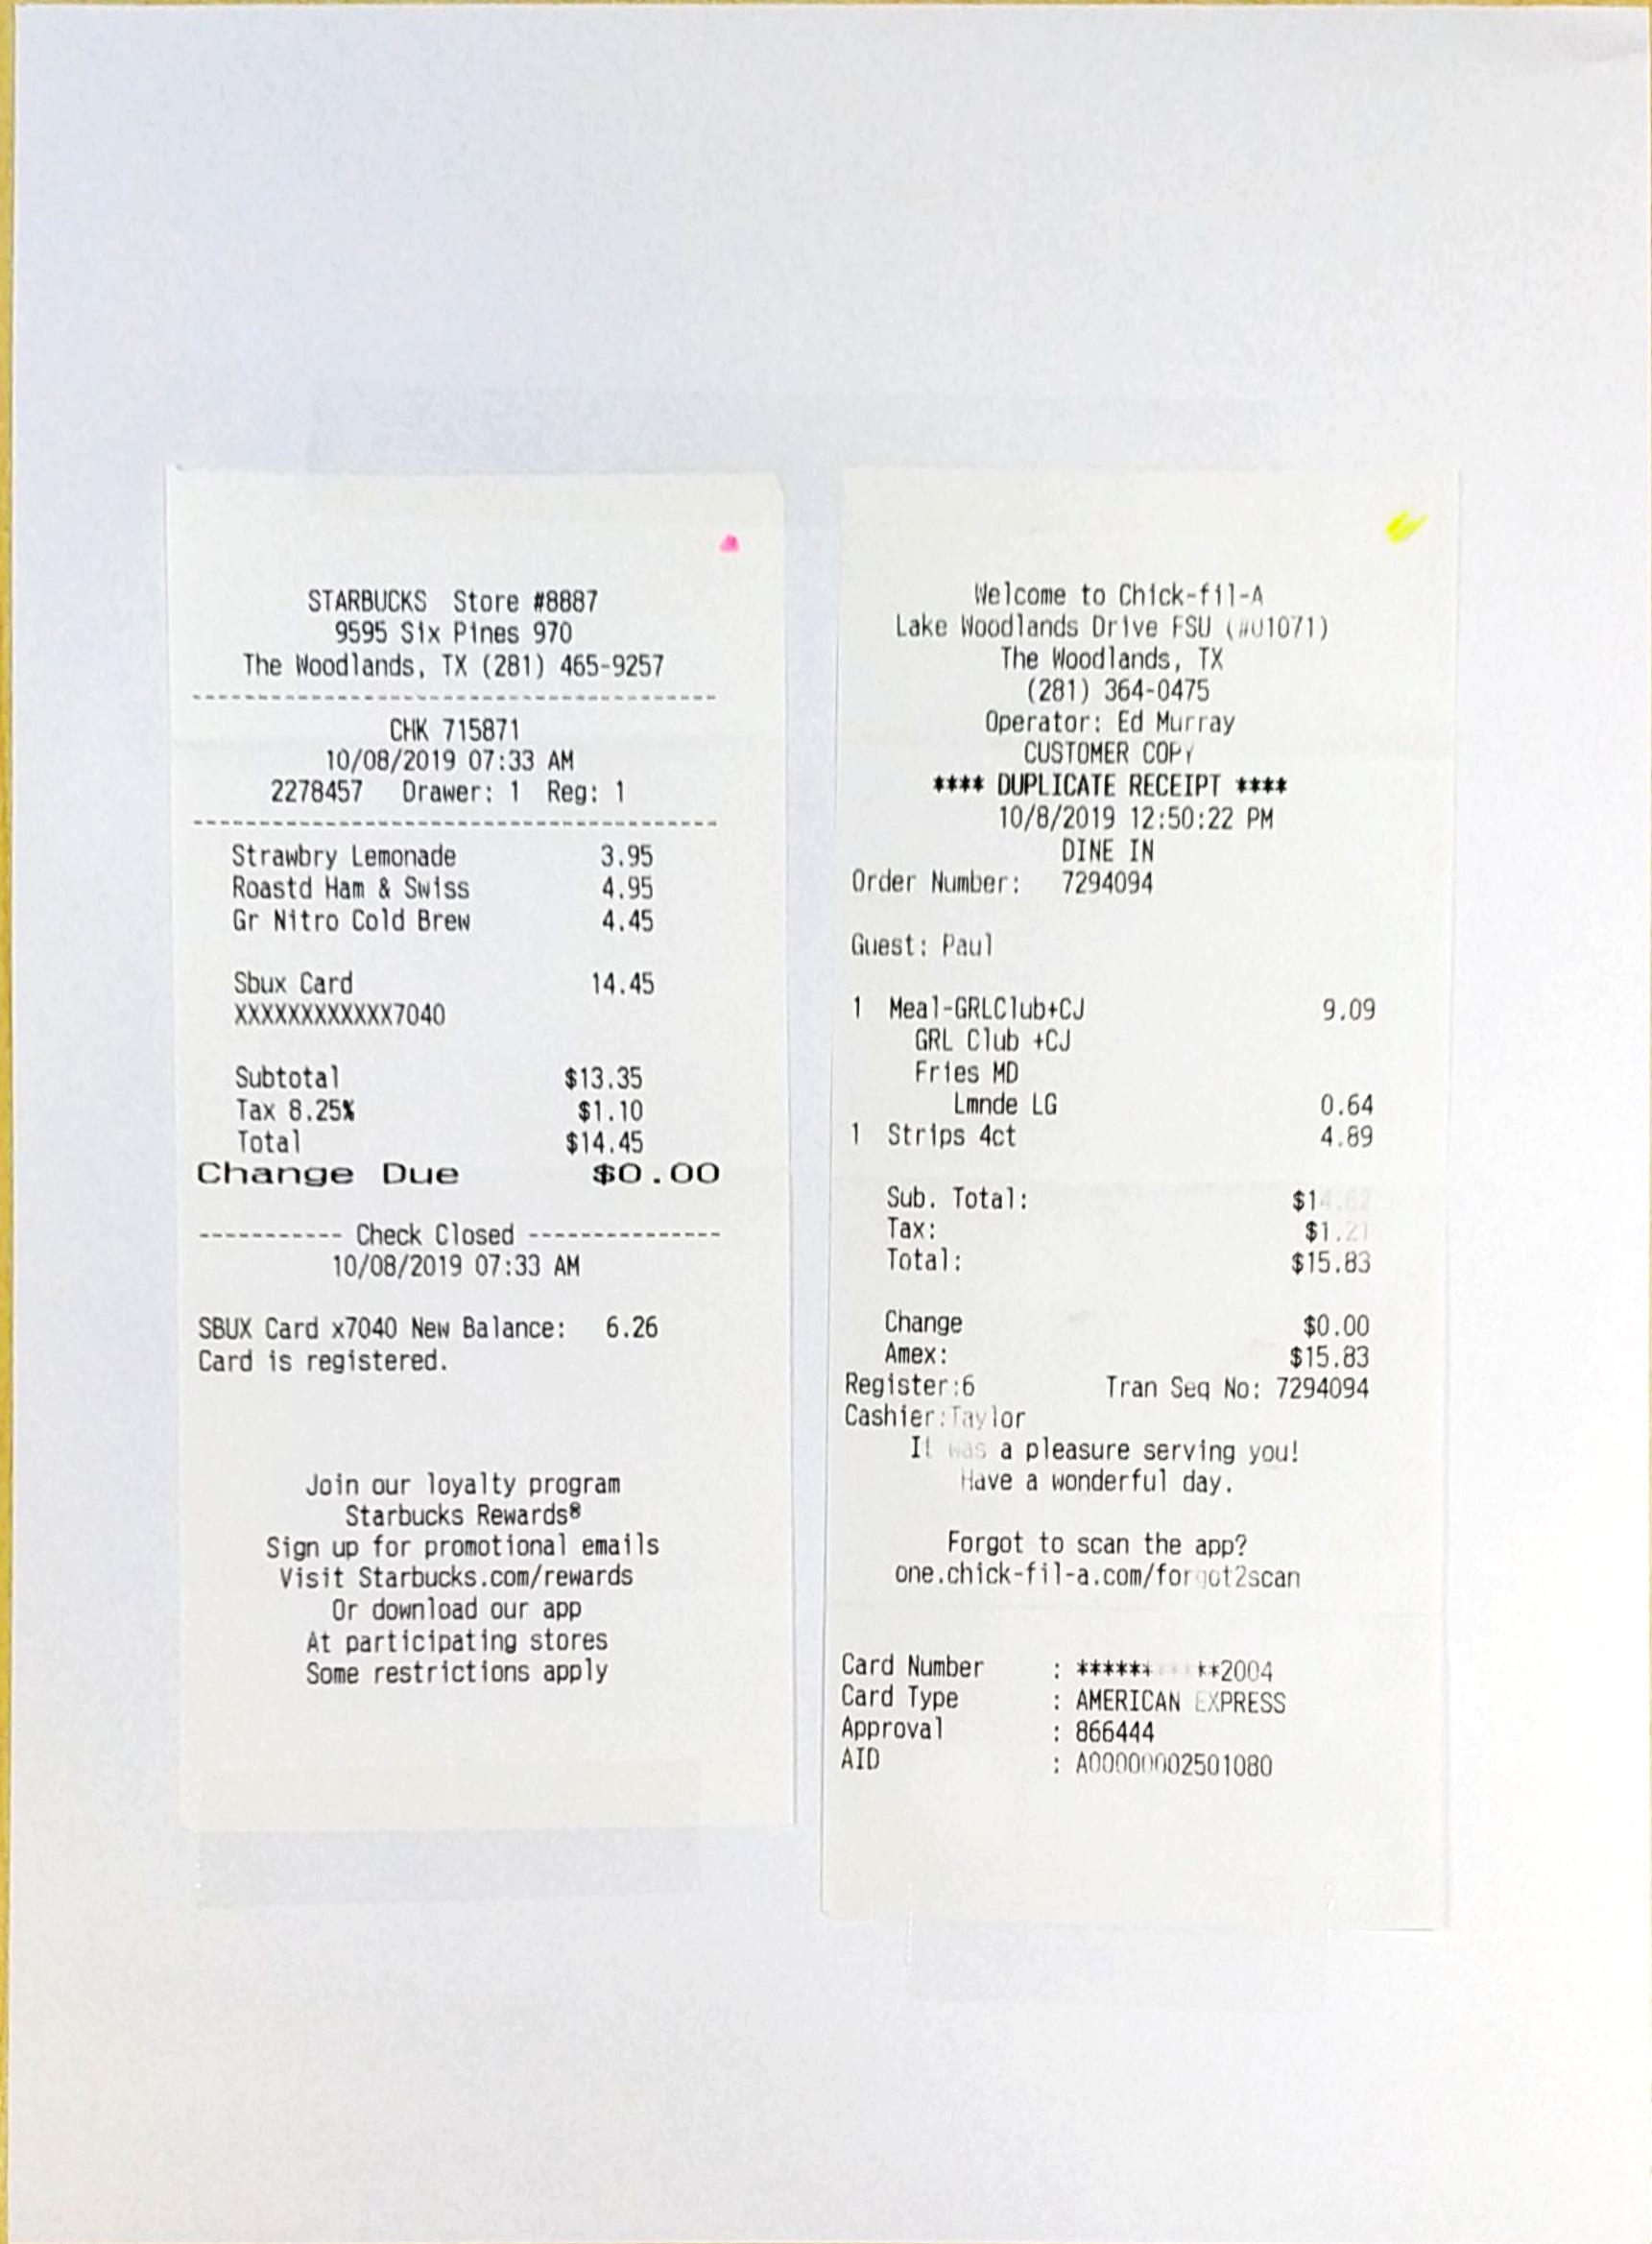 STARBUCKS Store #8887
9595 Six Pines 970
The Woodlands, TX (281) 465-9257
----------------------------------------
CHK 715871
10/08/2019 07:33 AM
2278457 Drawer: 1 Reg: 1
----------------------------------------
Strawbry Lemonade 3.95
Roastd Ham & Swiss 4.95
Gr Nitro Cold Brew 4.45
Sbux Card 14.45
XXXXXXXXXXXX7040
Subtotal $13.35
Tax 8.25% $1.10
Total $14.45
Change Due $0.00
----------- Check Closed ---------------
10/08/2019 07:33 AM
SBUX Card x7040 New Balance: 6.26
Card is registered.
Join our loyalty program
Starbucks Rewards®
Sign up for promotional emails
Visit Starbucks.com/rewards
Or download our app
At participating stores
Some restrictions apply
Welcome to Chick-fil-A
Lake Woodlands Drive FSU (#01071)
The Woodlands, TX
(281) 364-0475
Operator: Ed Murray
CUSTOMER COPY
**** DUPLICATE RECEIPT ****
10/8/2019 12:50:22 PM
DINE IN
Order Number: 7294094
Guest: Paul
1 Meal-GRLClub+CJ 9.09
GRL Club +CJ
Fries MD
Lmnde LG 0.64
1 Strips 4ct 4.89
Sub. Total: $14.62
Tax: $1.21
Total: $15.83
Change $0.00
Amex: $15.83
Register:6 Tran Seq No: 7294094
Cashier:Taylor
It was a pleasure serving you!
Have a wonderful day.
Forgot to scan the app?
one.chick-fil-a.com/forgot2scan
Card Number : ***********2004
Card Type : AMERICAN EXPRESS
Approval : 866444
AID : A00000002501080